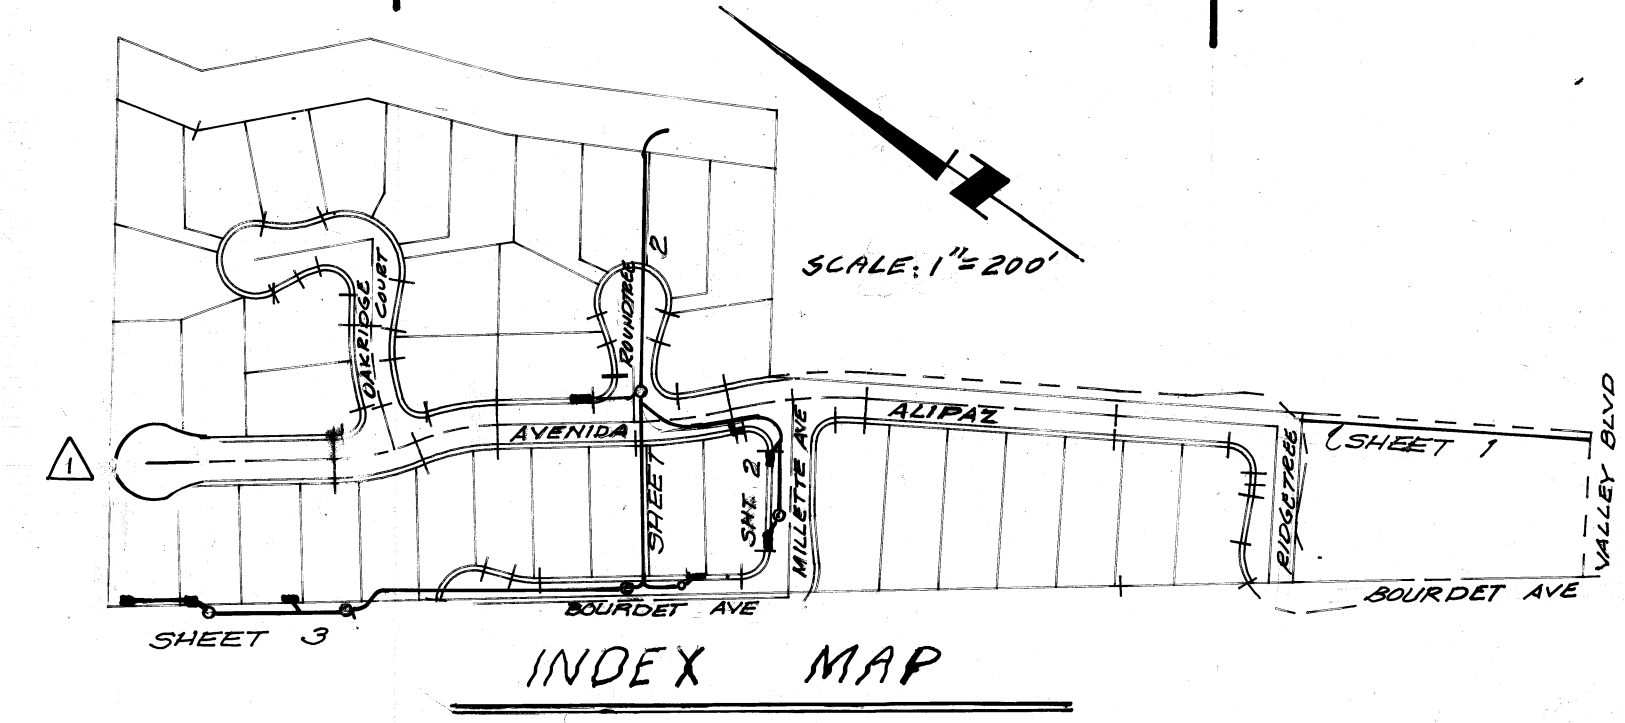 SCALE: 1"=200'
2
OAKRIDGE
COURT
ROUNDTREE
AVENIDA
ALIPAZ
SHEET
SHT 2
MILLETTE AVE
RIDGETREE
SHEET 1
VALLEY BLVD
1
BOURDET AVE
BOURDET AVE
SHEET 3
INDEX MAP